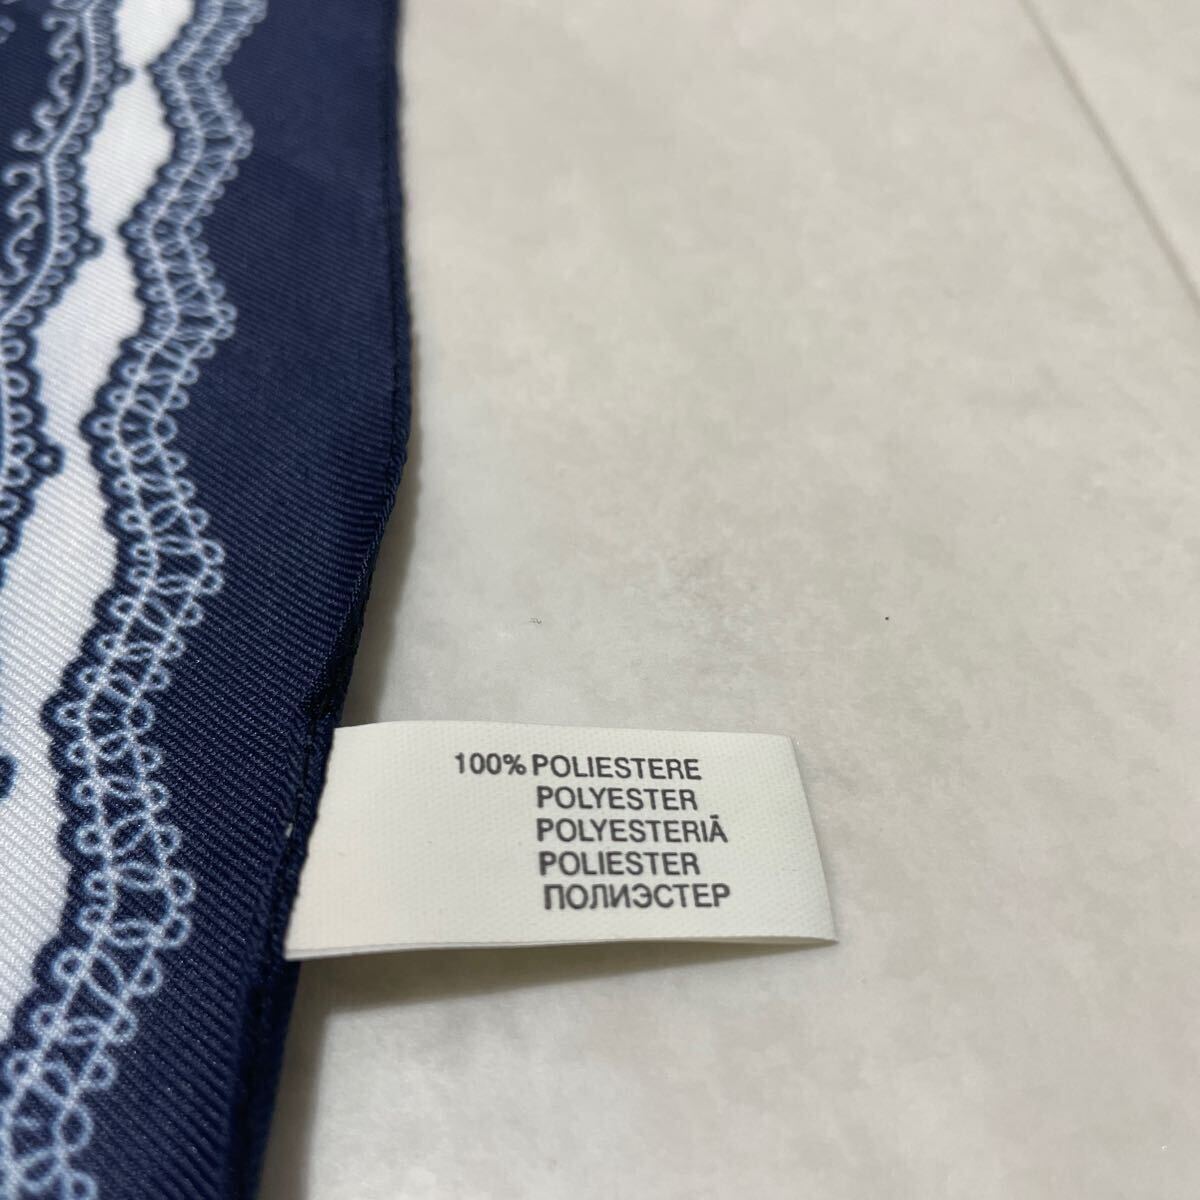 100% POLIESTERE
POLYESTER
POLYESTERIĀ
POLIESTER
ПОЛИЭСТЕР